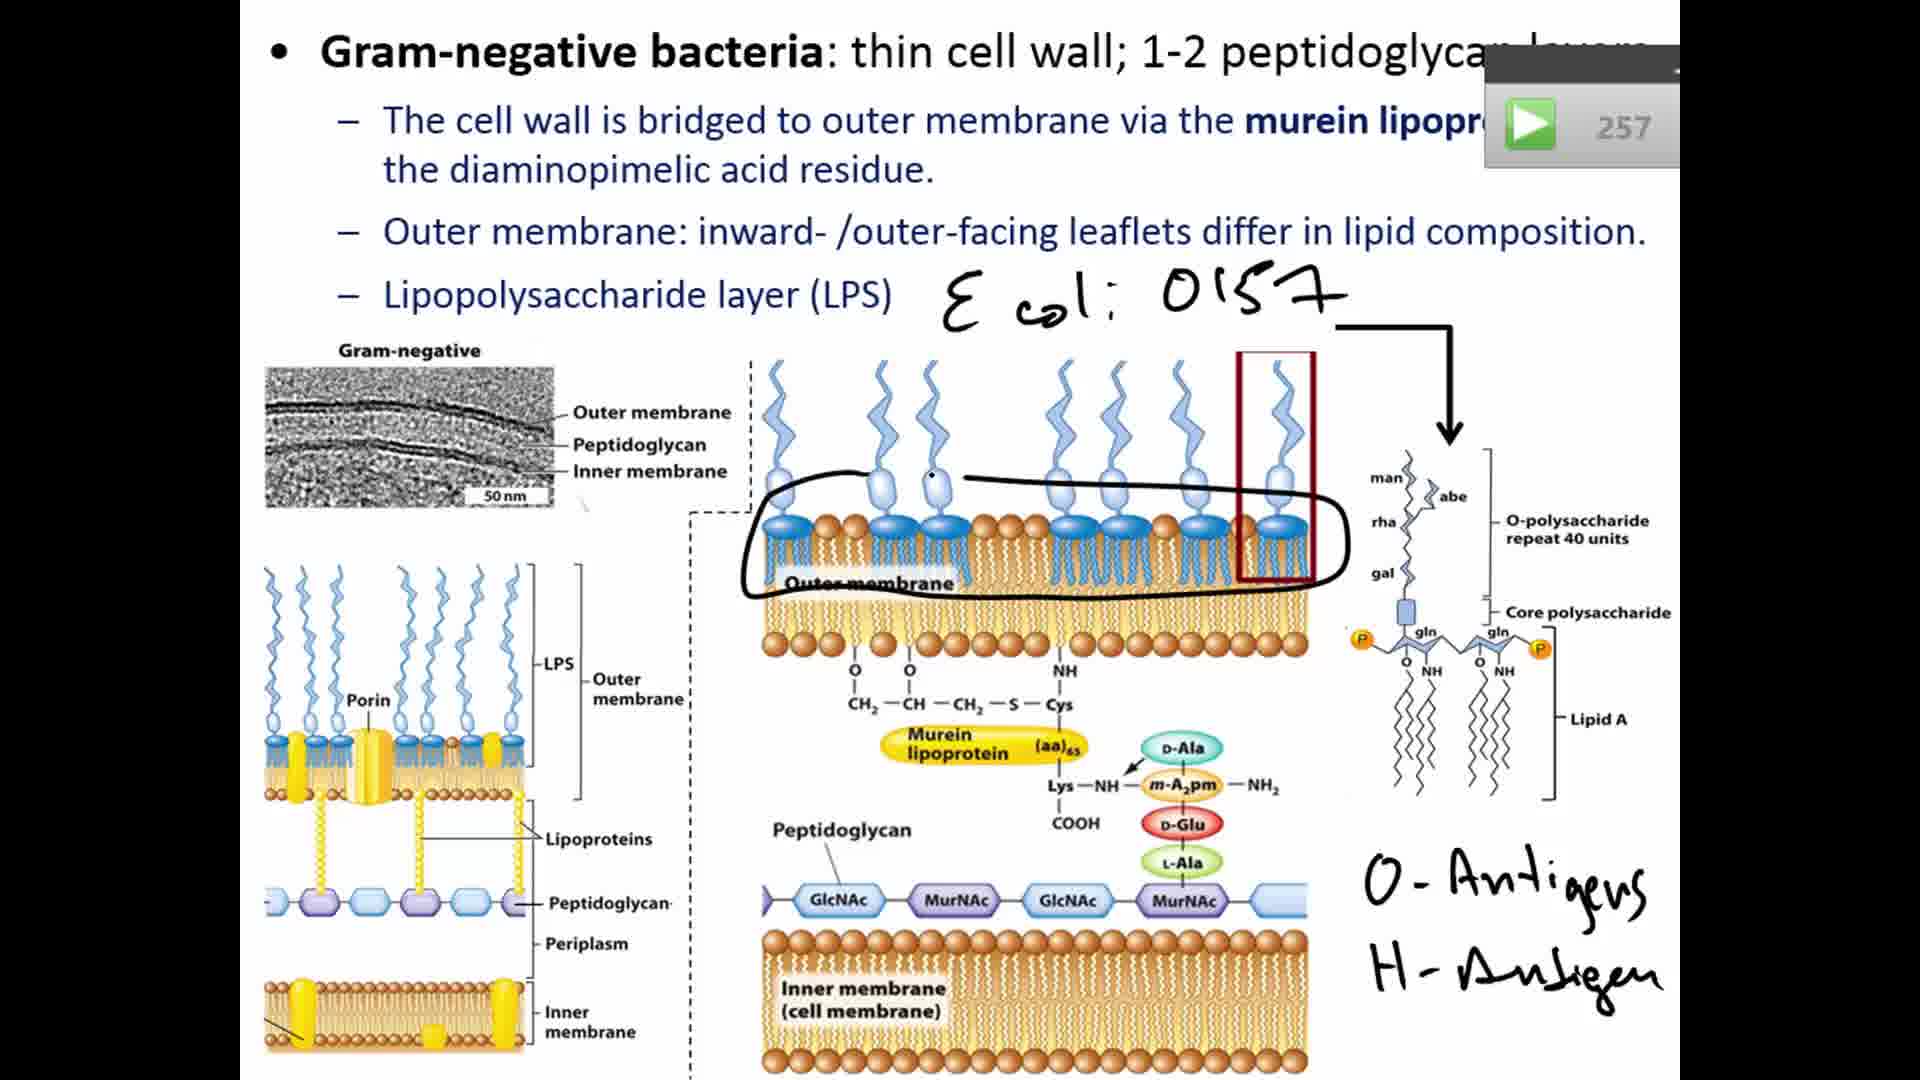 • Gram-negative bacteria: thin cell wall; 1-2 peptidoglycan layers
257
– The cell wall is bridged to outer membrane via the murein
the diaminopimelic acid residue.
– Outer membrane: inward- /outer-facing leaflets differ in lipid composition.
– Lipopolysaccharide layer (LPS)
E coli: O157
Gram-negative
Outer membrane
Peptidoglycan
Inner membrane
50 nm
LPS
Outer
membrane
Porin
Lipoproteins
Peptidoglycan
Periplasm
Inner
membrane
Outer membrane
O
O
NH
CH₂ — CH — CH₂ — S — Cys
Murein
lipoprotein
(aa)₆₅
D-Ala
Lys — NH — m-A₂pm — NH₂
COOH
D-Glu
L-Ala
Peptidoglycan
GlcNAc
MurNAc
GlcNAc
MurNAc
Inner membrane
(cell membrane)
man
abe
rha
gal
O-polysaccharide
repeat 40 units
Core polysaccharide
gln
gln
P
P
O
NH
O
NH
Lipid A
O - Antigens
H - Antigen